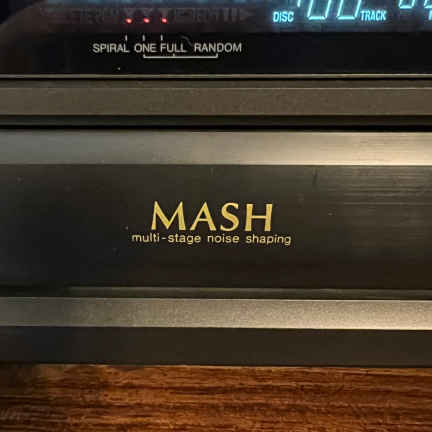 DISC TRACK
SPIRAL ONE FULL RANDOM
MASH
multi-stage noise shaping